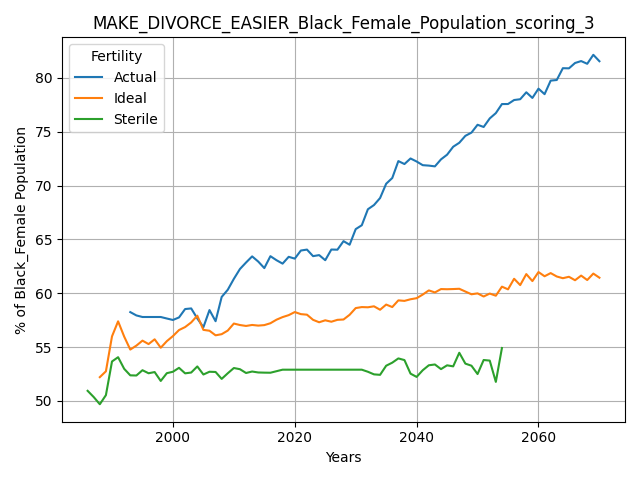 MAKE_DIVORCE_EASIER_Black_Female_Population_scoring_3
Fertility
Actual
Ideal
Sterile
% of Black_Female Population
80
75
70
65
60
55
50
2000
2020
2040
2060
Years